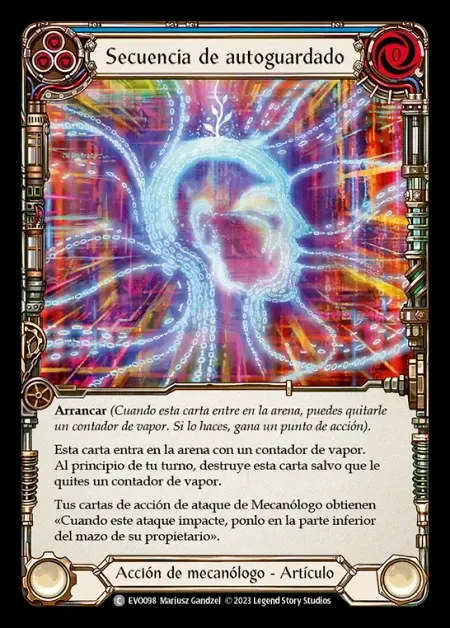 Secuencia de autoguardado
0
Arrancar (Cuando esta carta entre en la arena, puedes quitarle
un contador de vapor. Si lo haces, gana un punto de acción).
Esta carta entra en la arena con un contador de vapor.
Al principio de tu turno, destruye esta carta salvo que le
quites un contador de vapor.
Tus cartas de acción de ataque de Mecanólogo obtienen
«Cuando este ataque impacte, ponlo en la parte inferior
del mazo de su propietario».
Acción de mecanólogo - Artículo
C EVO098 Mariusz Gandzel ©2023 Legend Story Studios